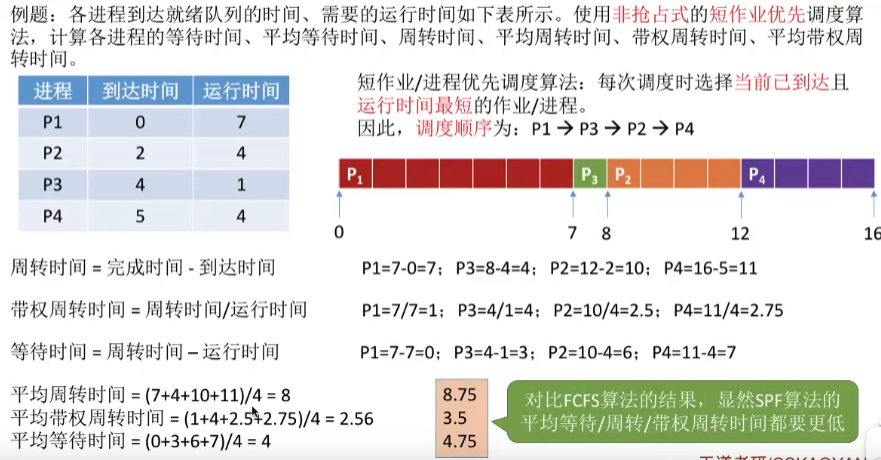 例题：各进程到达就绪队列的时间、需要的运行时间如下表所示。使用非抢占式的短作业优先调度算
法，计算各进程的等待时间、平均等待时间、周转时间、平均周转时间、带权周转时间、平均带权周
转时间。
进程 到达时间 运行时间
P1 0 7
P2 2 4
P3 4 1
P4 5 4
短作业/进程优先调度算法：每次调度时选择当前已到达且
运行时间最短的作业/进程。
因此，调度顺序为：P1 → P3 → P2 → P4
P1 P3 P2 P4
0 7 8 12 16
周转时间 = 完成时间 - 到达时间 P1=7-0=7；P3=8-4=4；P2=12-2=10；P4=16-5=11
带权周转时间 = 周转时间/运行时间 P1=7/7=1；P3=4/1=4；P2=10/4=2.5；P4=11/4=2.75
等待时间 = 周转时间 – 运行时间 P1=7-7=0；P3=4-1=3；P2=10-4=6；P4=11-4=7
平均周转时间 = (7+4+10+11)/4 = 8
平均带权周转时间 = (1+4+2.5+2.75)/4 = 2.56
平均等待时间 = (0+3+6+7)/4 = 4
8.75
3.5
4.75
对比FCFS算法的结果，显然SPF算法的
平均等待/周转/带权周转时间都要更低